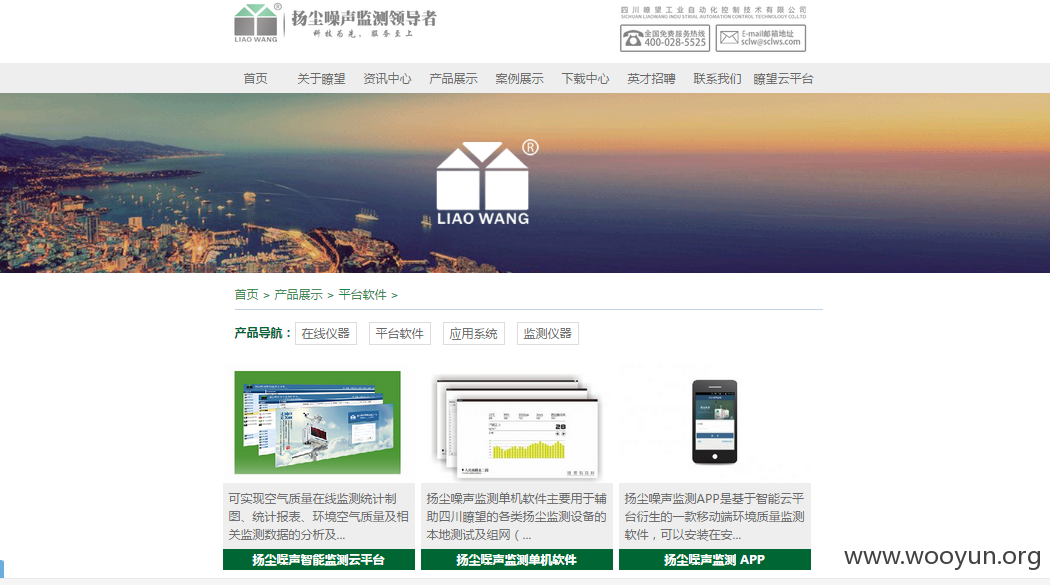 LIAO WANG
®
扬尘噪声监测领导者
科技为先，服务至上
四川瞭望工业自动化控制技术有限公司
SICHUAN LIAOWANG INDUSTRIAL AUTOMATION CONTROL TECHNOLOGY CO.,LTD
全国免费服务热线
400-028-5525
E-mail邮箱地址
sclw@sclws.com
首页 关于瞭望 资讯中心 产品展示 案例展示 下载中心 英才招聘 联系我们 瞭望云平台
®
LIAO WANG
首页 > 产品展示 > 平台软件 >
产品导航： 在线仪器 平台软件 应用系统 监测仪器
28
可实现空气质量在线监测统计制
图、统计报表、环境空气质量及相
关监测数据的分析及...
扬尘噪声智能监测云平台
扬尘噪声监测单机软件主要用于辅
助四川瞭望的各类扬尘监测设备的
本地测试及组网（...
扬尘噪声监测单机软件
扬尘噪声监测APP是基于智能云平
台衍生的一款移动端环境质量监测
软件，可以安装在安...
扬尘噪声监测 APP
www.wooyun.org